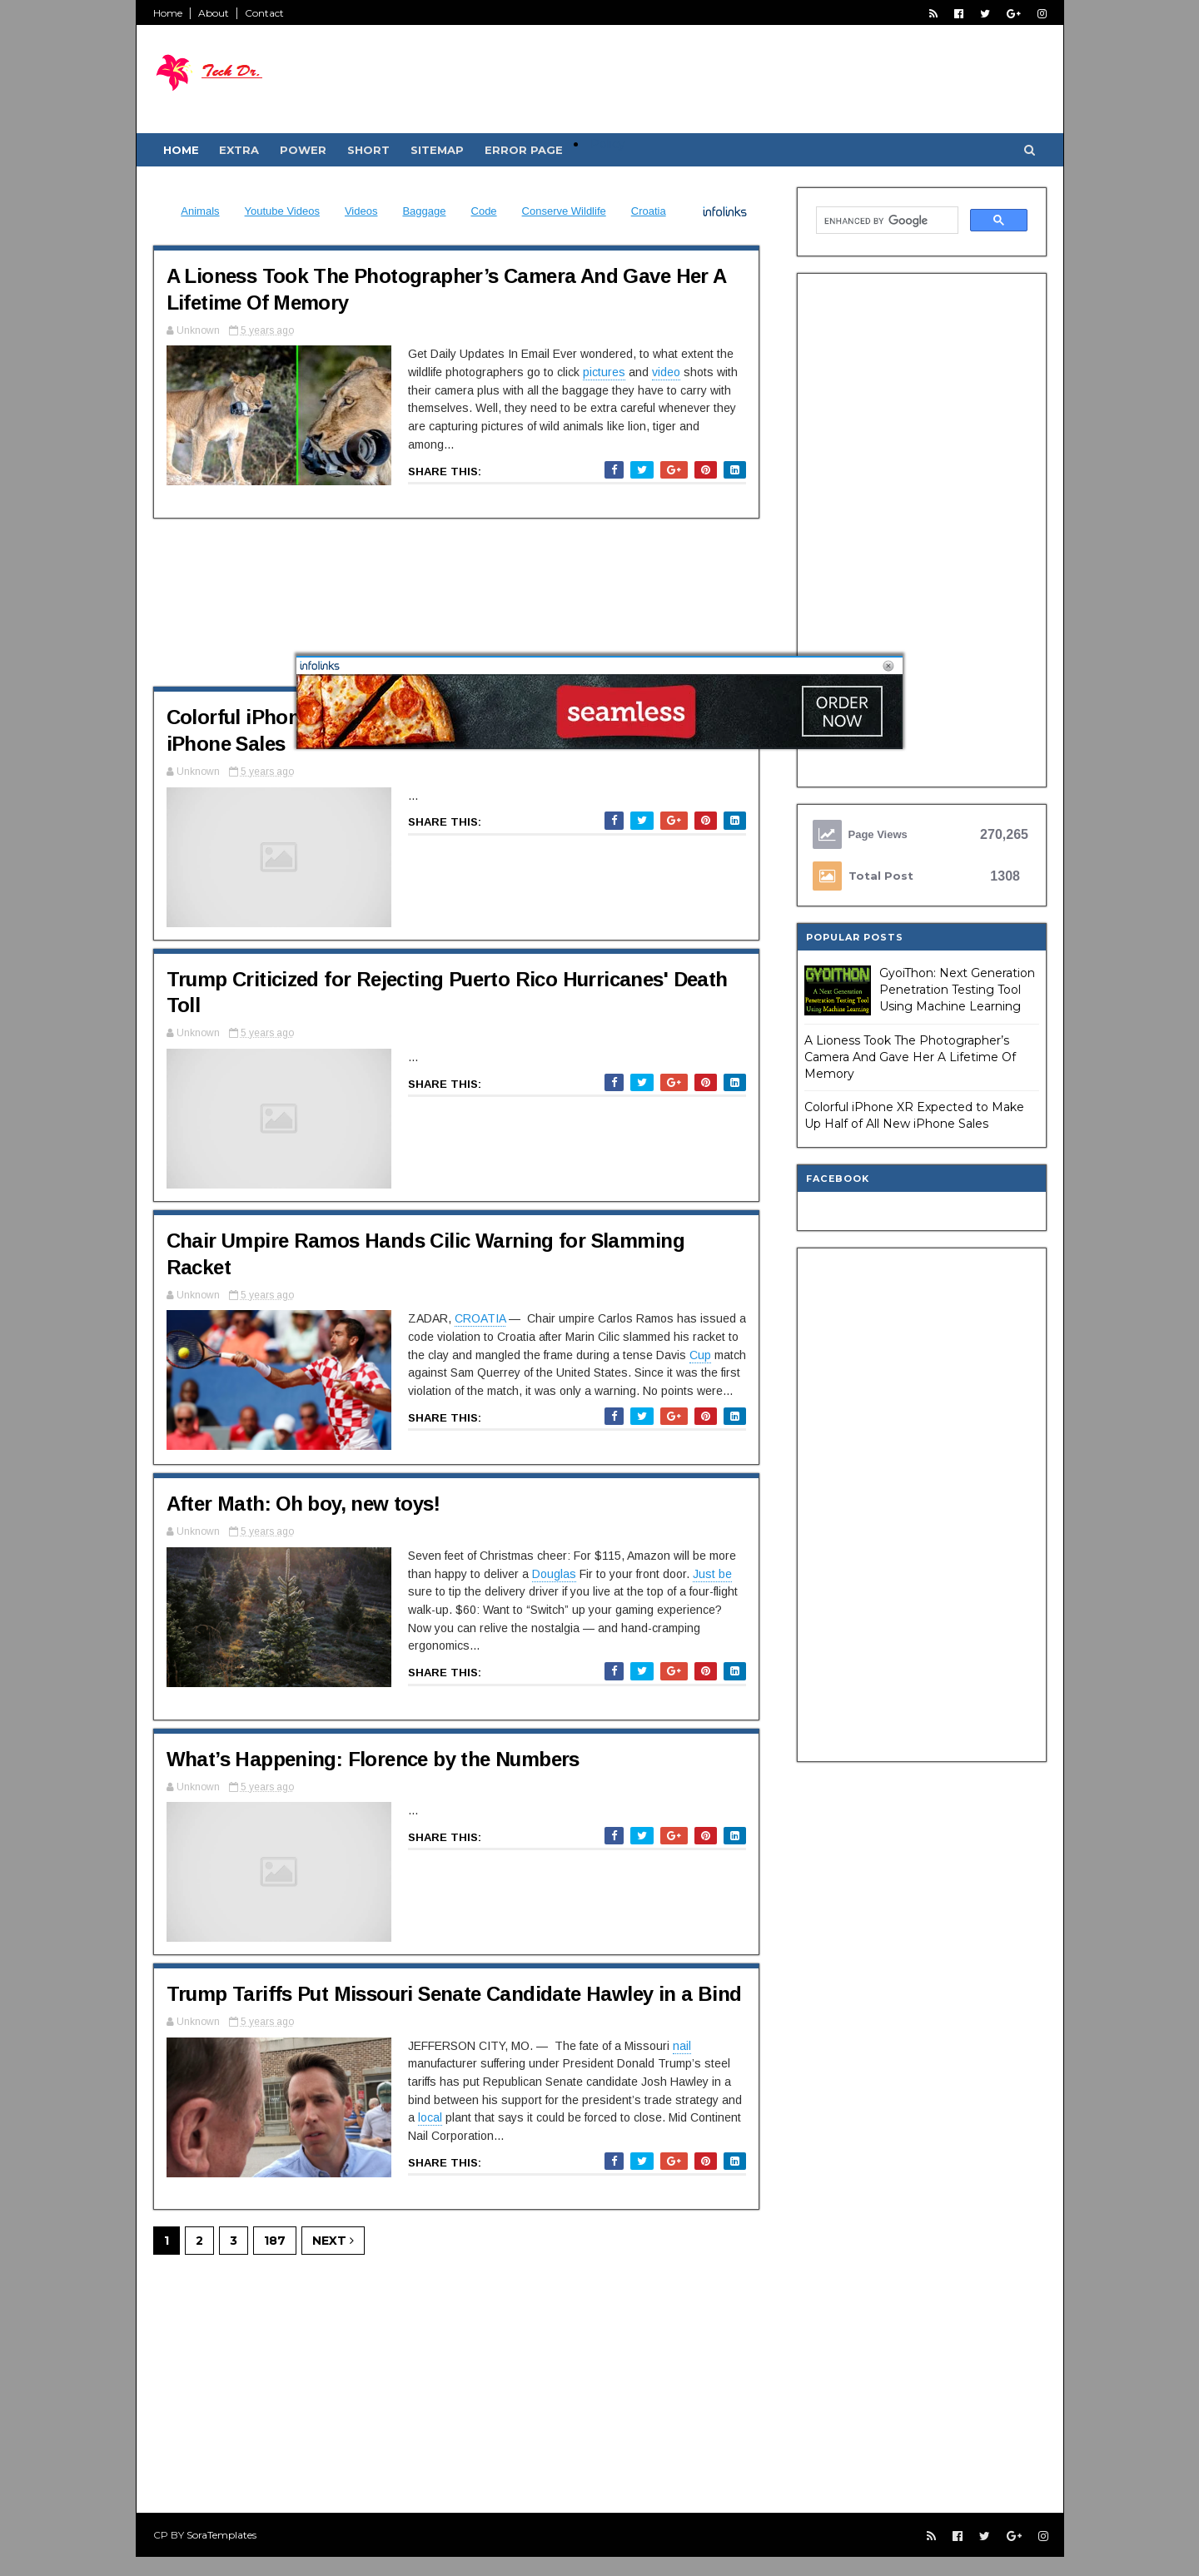 Home | About | Contact
Tech Dr.
HOME EXTRA POWER SHORT SITEMAP ERROR PAGE
Animals Youtube Videos Videos Baggage Code Conserve Wildlife Croatia infolinks
A Lioness Took The Photographer’s Camera And Gave Her A
Lifetime Of Memory
Unknown 5 years ago
Get Daily Updates In Email Ever wondered, to what extent the
wildlife photographers go to click pictures and video shots with
their camera plus with all the baggage they have to carry with
themselves. Well, they need to be extra careful whenever they
are capturing pictures of wild animals like lion, tiger and
among...
SHARE THIS:
infolinks
seamless
ORDER
NOW
Colorful iPhon
iPhone Sales
Unknown 5 years ago
...
SHARE THIS:
Trump Criticized for Rejecting Puerto Rico Hurricanes' Death
Toll
Unknown 5 years ago
...
SHARE THIS:
Chair Umpire Ramos Hands Cilic Warning for Slamming
Racket
Unknown 5 years ago
ZADAR, CROATIA —  Chair umpire Carlos Ramos has issued a
code violation to Croatia after Marin Cilic slammed his racket to
the clay and mangled the frame during a tense Davis Cup match
against Sam Querrey of the United States. Since it was the first
violation of the match, it was only a warning. No points were...
SHARE THIS:
After Math: Oh boy, new toys!
Unknown 5 years ago
Seven feet of Christmas cheer: For $115, Amazon will be more
than happy to deliver a Douglas Fir to your front door. Just be
sure to tip the delivery driver if you live at the top of a four-flight
walk-up. $60: Want to “Switch” up your gaming experience?
Now you can relive the nostalgia — and hand-cramping
ergonomics...
SHARE THIS:
What’s Happening: Florence by the Numbers
Unknown 5 years ago
...
SHARE THIS:
Trump Tariffs Put Missouri Senate Candidate Hawley in a Bind
Unknown 5 years ago
JEFFERSON CITY, MO. —  The fate of a Missouri nail
manufacturer suffering under President Donald Trump’s steel
tariffs has put Republican Senate candidate Josh Hawley in a
bind between his support for the president’s trade strategy and
a local plant that says it could be forced to close. Mid Continent
Nail Corporation...
SHARE THIS:
1 2 3 187 NEXT
ENHANCED BY Google
Page Views 270,265
Total Post 1308
POPULAR POSTS
GYOITHON
A Next Generation
Penetration Testing Tool
Using Machine Learning
GyoiThon: Next Generation
Penetration Testing Tool
Using Machine Learning
A Lioness Took The Photographer’s
Camera And Gave Her A Lifetime Of
Memory
Colorful iPhone XR Expected to Make
Up Half of All New iPhone Sales
FACEBOOK
CP BY SoraTemplates